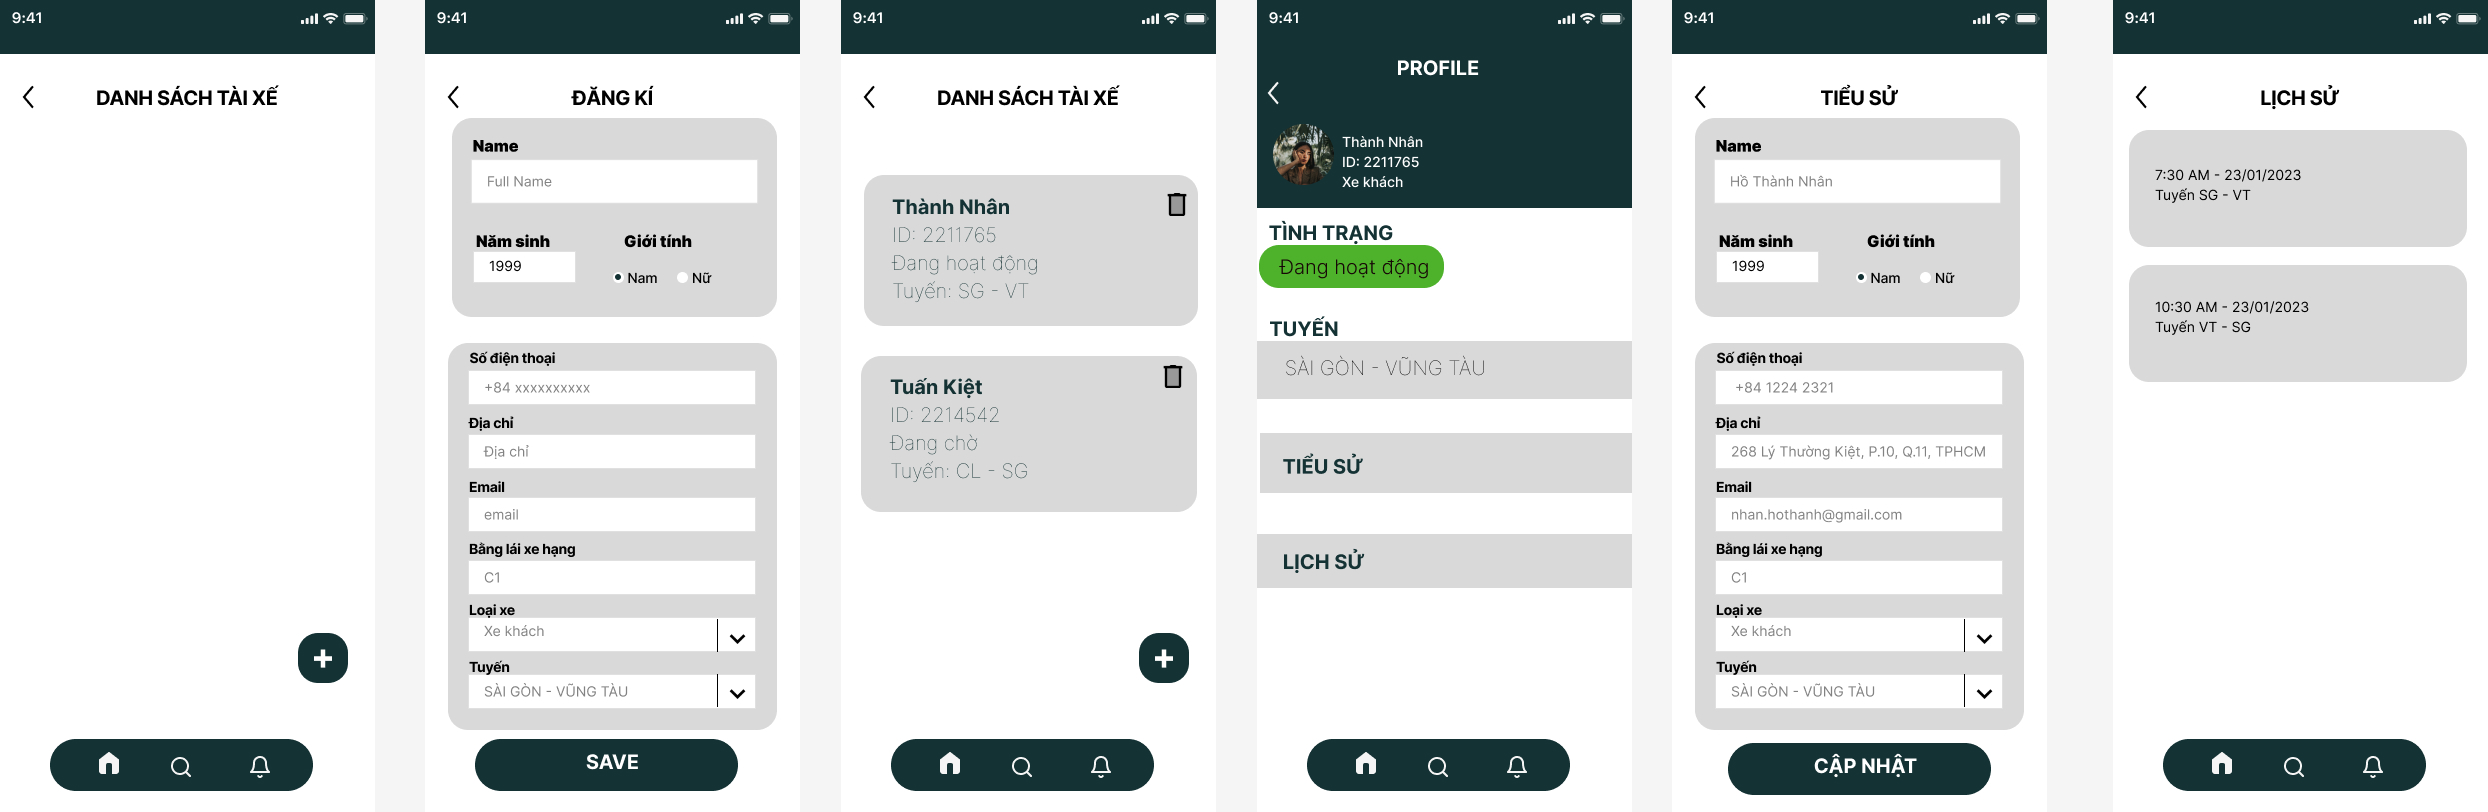 9:41
DANH SÁCH TÀI XẾ
9:41
ĐĂNG KÍ
Name
Full Name
Năm sinh
Giới tính
1999
Nam
Nữ
Số điện thoại
+84 xxxxxxxxxx
Địa chỉ
Địa chỉ
Email
email
Bằng lái xe hạng
C1
Loại xe
Xe khách
Tuyến
SÀI GÒN - VŨNG TÀU
SAVE
9:41
DANH SÁCH TÀI XẾ
Thành Nhân
ID: 2211765
Đang hoạt động
Tuyến: SG - VT
Tuấn Kiệt
ID: 2214542
Đang chờ
Tuyến: CL - SG
9:41
PROFILE
Thành Nhân
ID: 2211765
Xe khách
TÌNH TRẠNG
Đang hoạt động
TUYẾN
SÀI GÒN - VŨNG TÀU
TIỂU SỬ
LỊCH SỬ
9:41
TIỂU SỬ
Name
Hồ Thành Nhân
Năm sinh
Giới tính
1999
Nam
Nữ
Số điện thoại
+84 1224 2321
Địa chỉ
268 Lý Thường Kiệt, P.10, Q.11, TPHCM
Email
nhan.hothanh@gmail.com
Bằng lái xe hạng
C1
Loại xe
Xe khách
Tuyến
SÀI GÒN - VŨNG TÀU
CẬP NHẬT
9:41
LỊCH SỬ
7:30 AM - 23/01/2023
Tuyến SG - VT
10:30 AM - 23/01/2023
Tuyến VT - SG